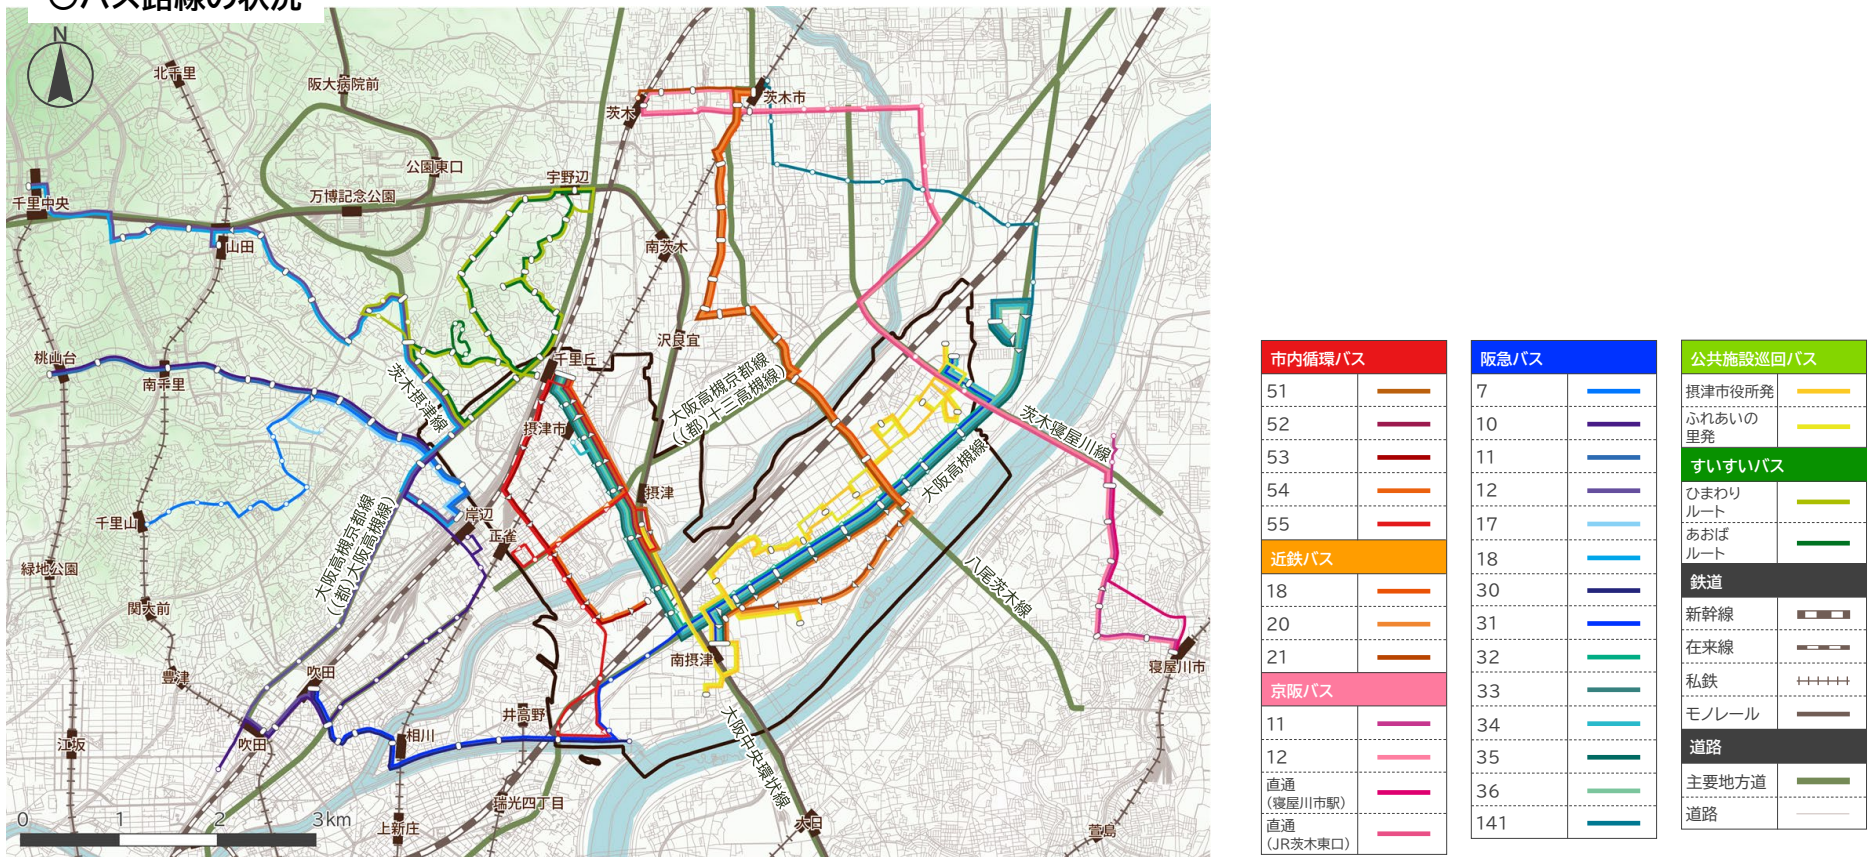 〇バス路線の状況
N
北千里
阪大病院前
茨木市
茨木
公園東口
宇野辺
万博記念公園
千里中央
山田
南茨木
沢良宜
千里丘
桃山台
南千里
茨木摂津線
大阪高槻京都線
((都)十三高槻線)
摂津市
茨木寝屋川線
大阪高槻線
摂津
千里山
岸辺
正雀
大阪高槻京都線
((都)大阪高槻線)
緑地公園
関大前
八尾茨木線
南摂津
寝屋川市
豊津
吹田
井高野
相川
吹田
江坂
大阪中央環状線
瑞光四丁目
上新庄
大日
萱島
0
1
2
3km
市内循環バス
51
52
53
54
55
近鉄バス
18
20
21
京阪バス
11
12
直通
(寝屋川市駅)
直通
(JR茨木東口)
阪急バス
7
10
11
12
17
18
30
31
32
33
34
35
36
141
公共施設巡回バス
摂津市役所発
ふれあいの
里発
すいすいバス
ひまわり
ルート
あおば
ルート
鉄道
新幹線
在来線
私鉄
モノレール
道路
主要地方道
道路